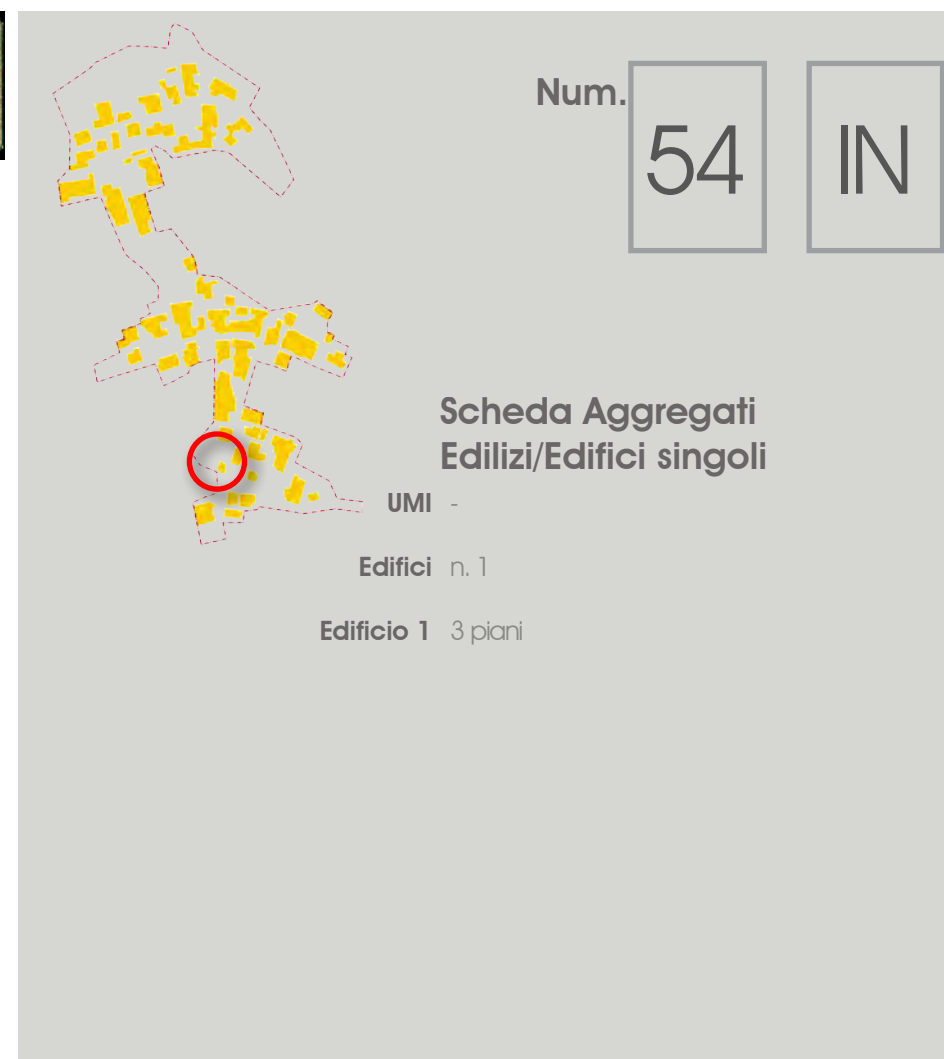 Num.
54 IN
Scheda Aggregati
Edilizi/Edifici singoli
UMI -
Edifici n. 1
Edificio 1 3 piani